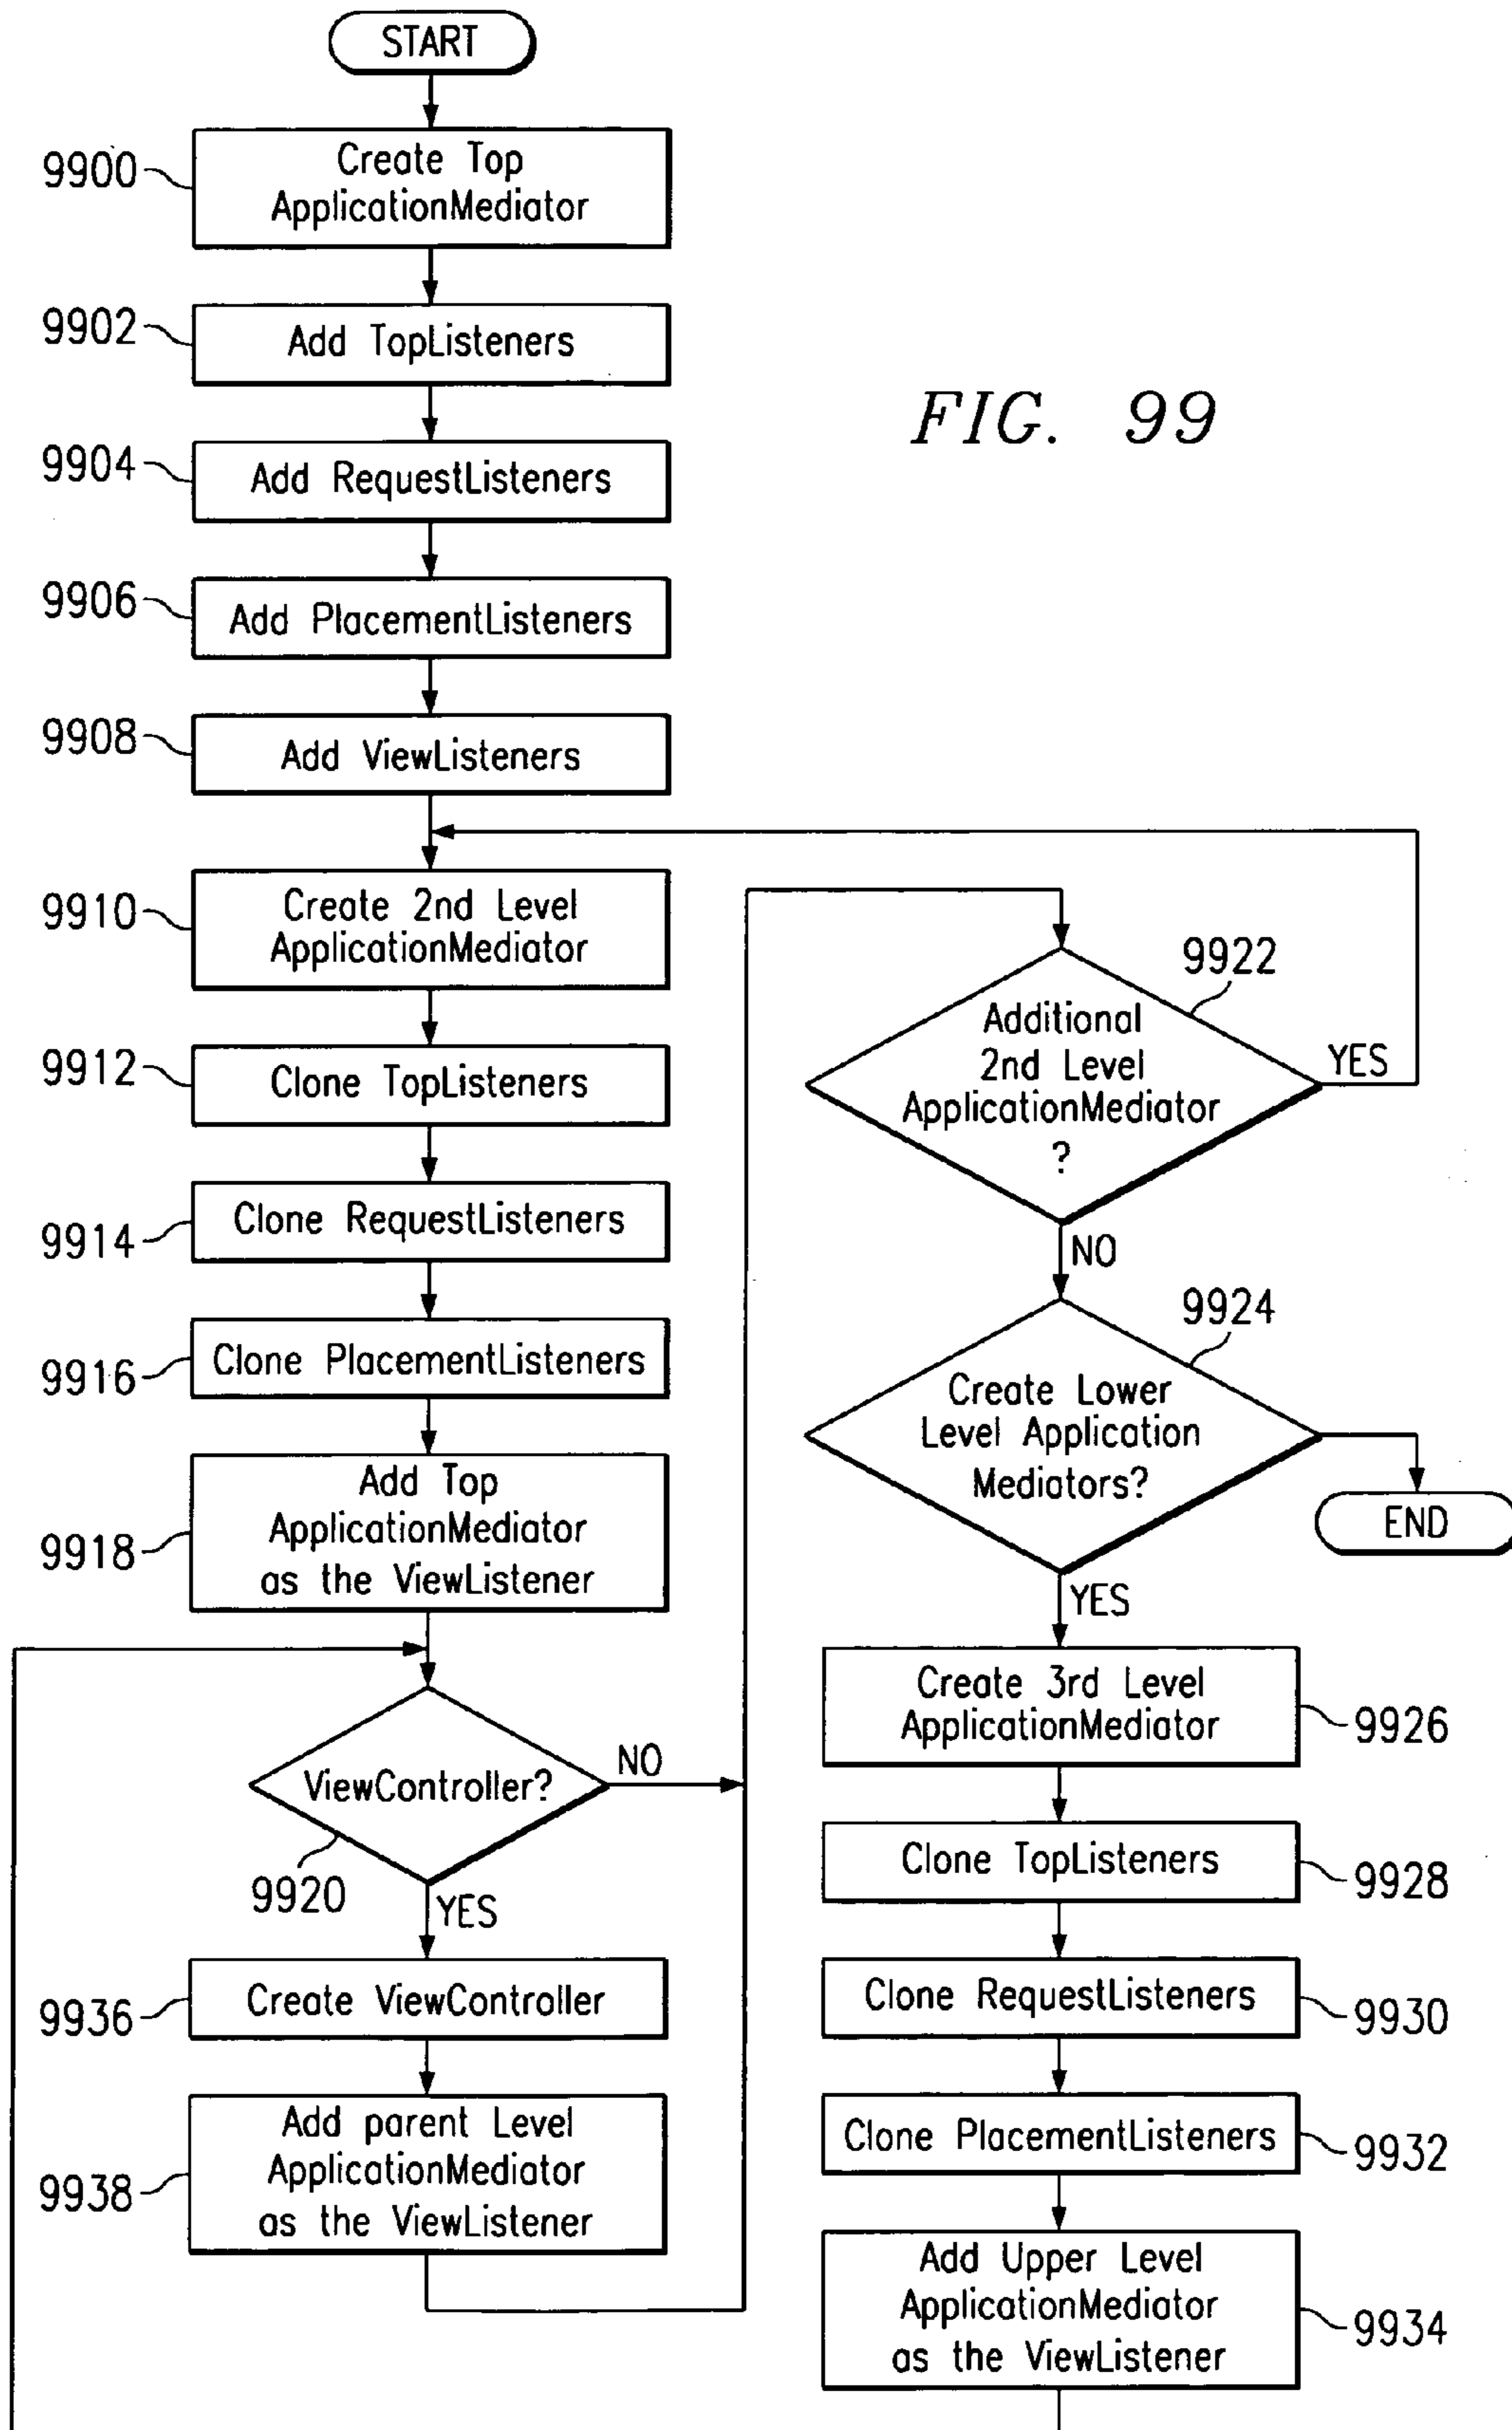 START
9900
Create Top
ApplicationMediator
9902
Add TopListeners
9904
Add RequestListeners
FIG. 99
9906
Add PlacementListeners
9908
Add ViewListeners
9910
Create 2nd Level
ApplicationMediator
9912
Clone TopListeners
9914
Clone RequestListeners
9916
Clone PlacementListeners
9918
Add Top
ApplicationMediator
as the ViewListener
ViewController?
NO
9920
YES
9936
Create ViewController
9938
Add parent Level
ApplicationMediator
as the ViewListener
9922
Additional
2nd Level
ApplicationMediator
?
YES
NO
9924
Create Lower
Level Application
Mediators?
END
YES
Create 3rd Level
ApplicationMediator
9926
Clone TopListeners
9928
Clone RequestListeners
9930
Clone PlacementListeners
9932
Add Upper Level
ApplicationMediator
as the ViewListener
9934